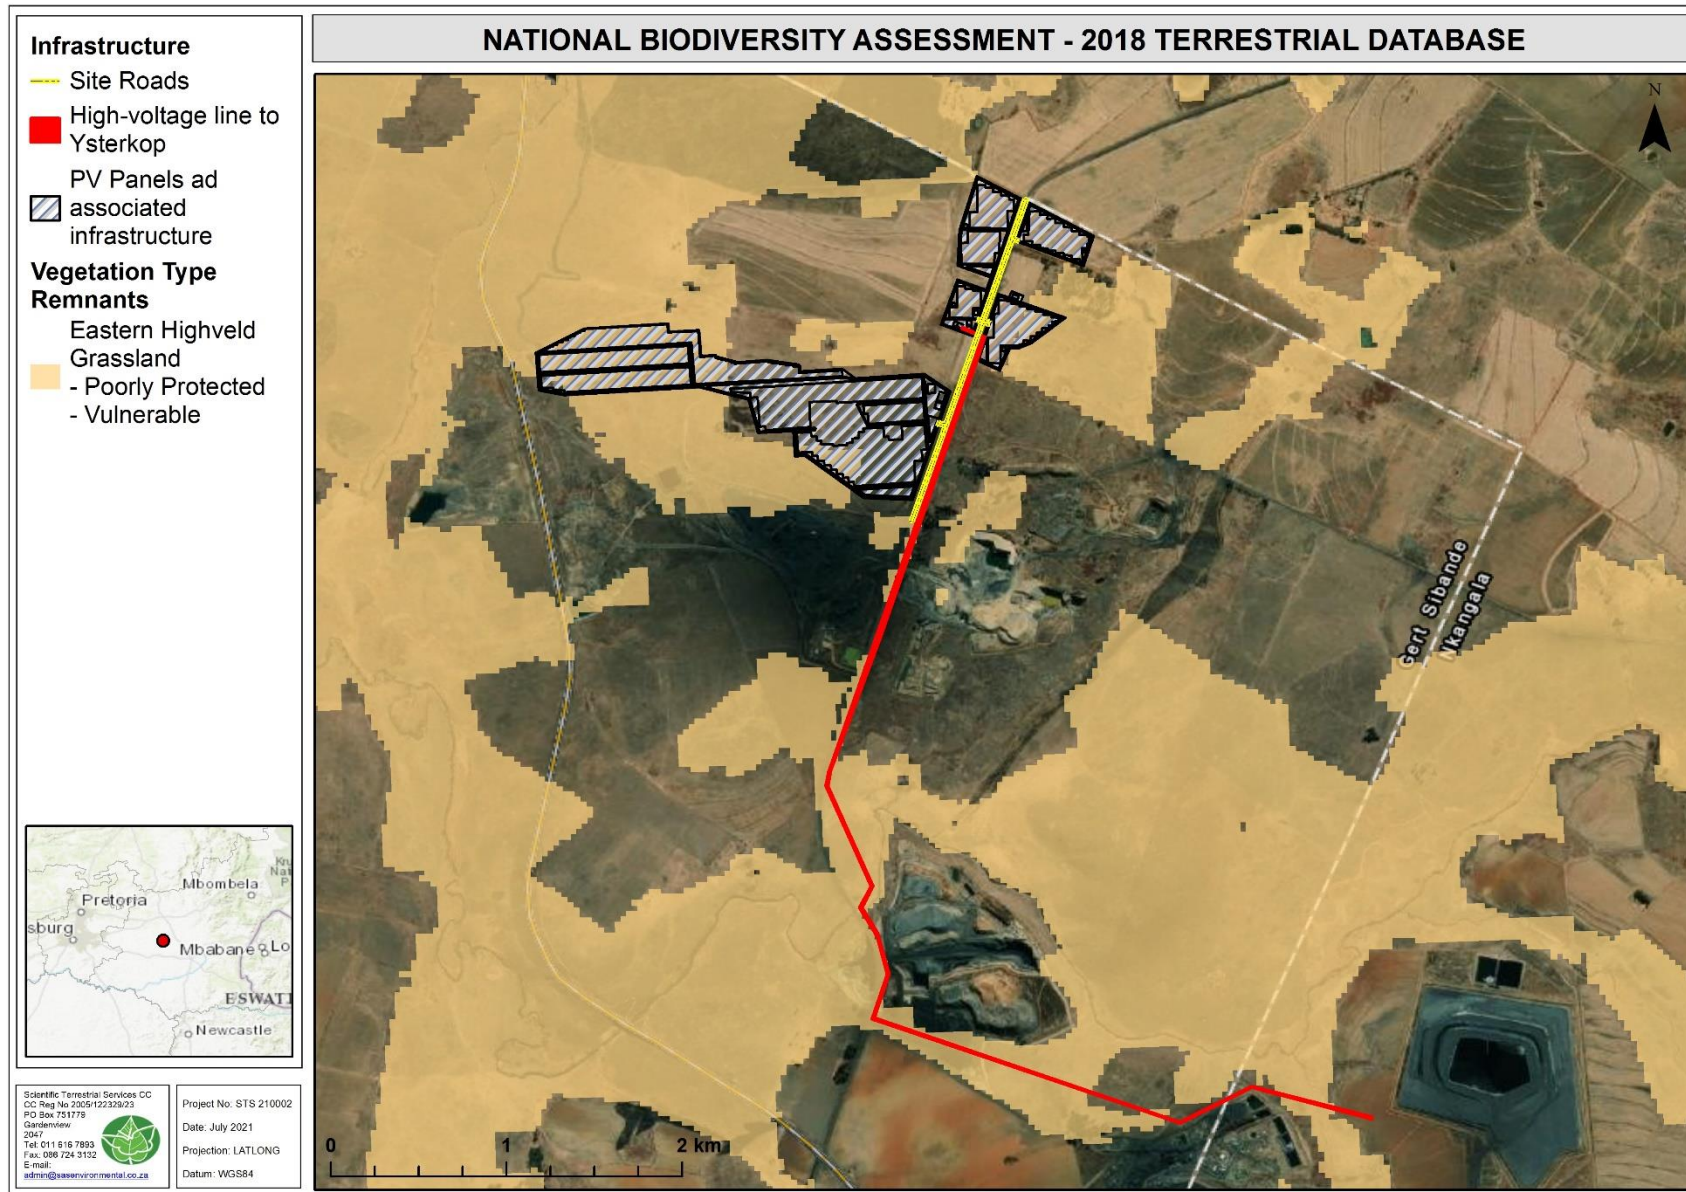 NATIONAL BIODIVERSITY ASSESSMENT - 2018 TERRESTRIAL DATABASE
Infrastructure
Site Roads
High-voltage line to
Ysterkop
PV Panels ad
associated
infrastructure
Vegetation Type
Remnants
Eastern Highveld
Grassland
- Poorly Protected
- Vulnerable
N
Gert Sibande
Nkangala
0 1 2 km
Mbombela
Pretoria
sburg
Mbabane
Lo
ESWATI
Newcastle
Scientific Terrestrial Services CC
CC Reg No 2005/122329/23
PO Box 751779
Gardenview
2047
Tel: 011 616 7893
Fax: 086 724 3132
E-mail:
admin@sasenvironmental.co.za
Project No: STS 210002
Date: July 2021
Projection: LATLONG
Datum: WGS84